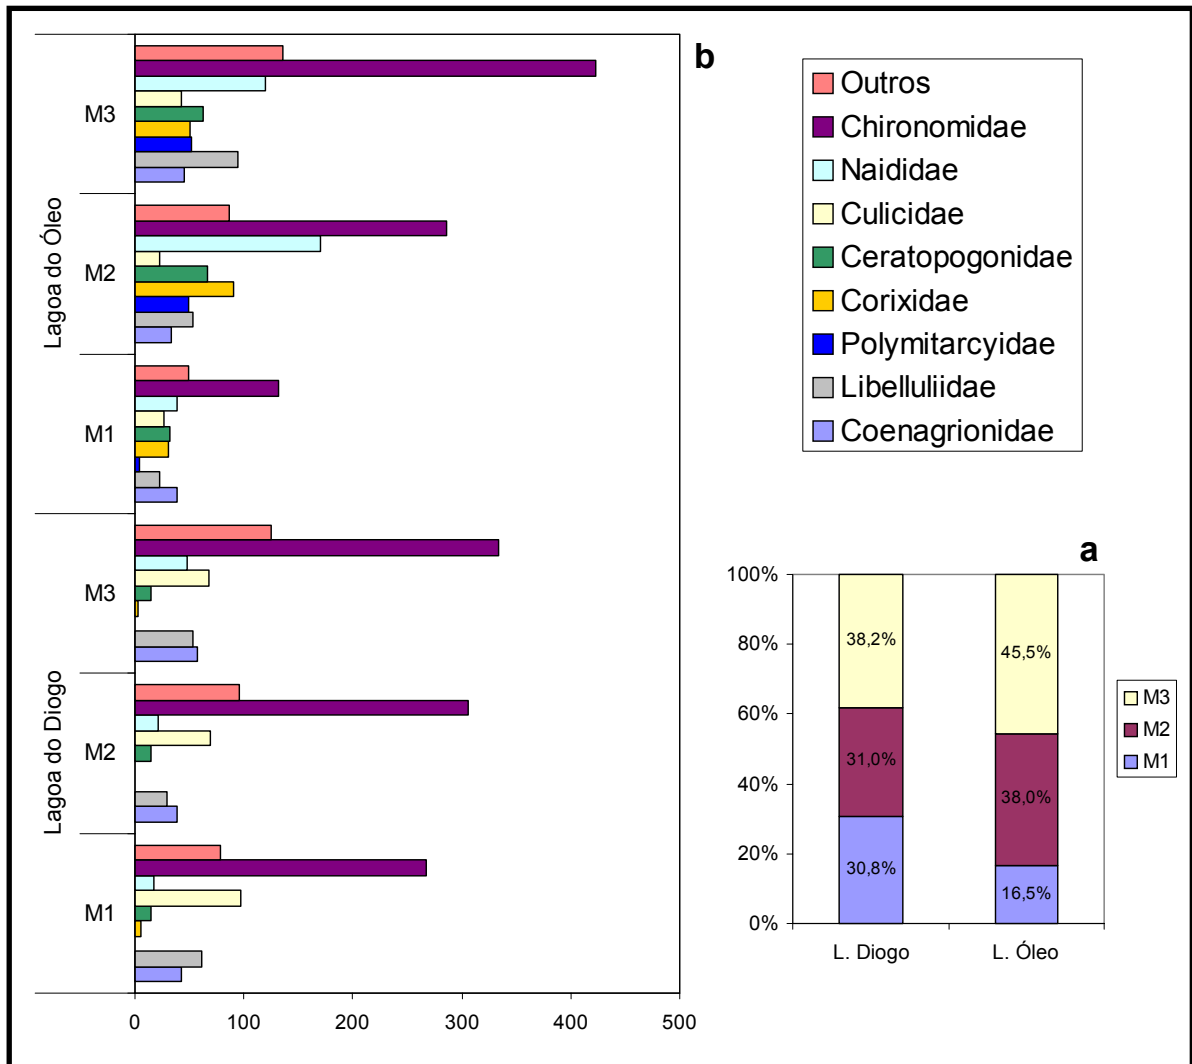 b
Lagoa do Óleo
M3
M2
M1
Lagoa do Diogo
M3
M2
M1
0 100 200 300 400 500
Outros
Chironomidae
Naididae
Culicidae
Ceratopogonidae
Corixidae
Polymitarcyidae
Libelluliidae
Coenagrionidae
a
100%
80%
60%
40%
20%
0%
38,2%
31,0%
30,8%
45,5%
38,0%
16,5%
L. Diogo L. Óleo
M3
M2
M1